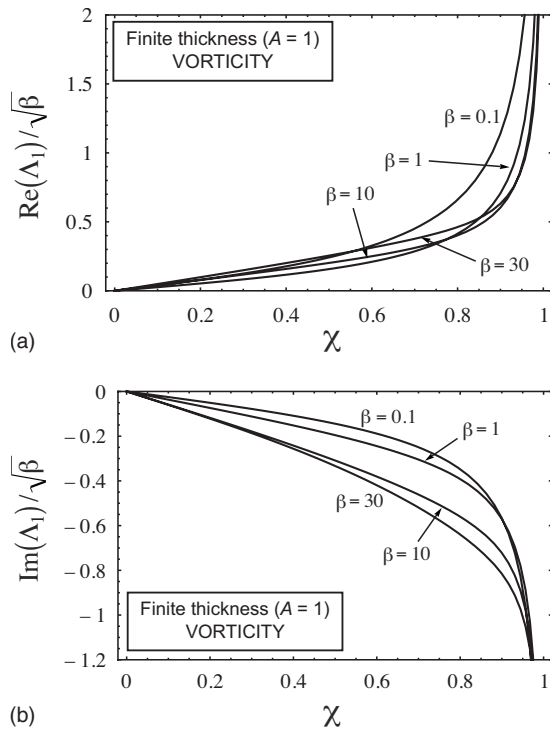 2
1.5
1
0.5
0
Re(Λ₁)/√β
Finite thickness (A = 1)
VORTICITY
β = 0.1
β = 1
β = 10
β = 30
0 0.2 0.4 0.6 0.8 1
(a) χ
0
− 0.2
− 0.4
− 0.6
− 0.8
− 1
− 1.2
Im(Λ₁)/√β
β = 0.1
β = 1
β = 30
β = 10
Finite thickness (A = 1)
VORTICITY
0 0.2 0.4 0.6 0.8 1
(b) χ